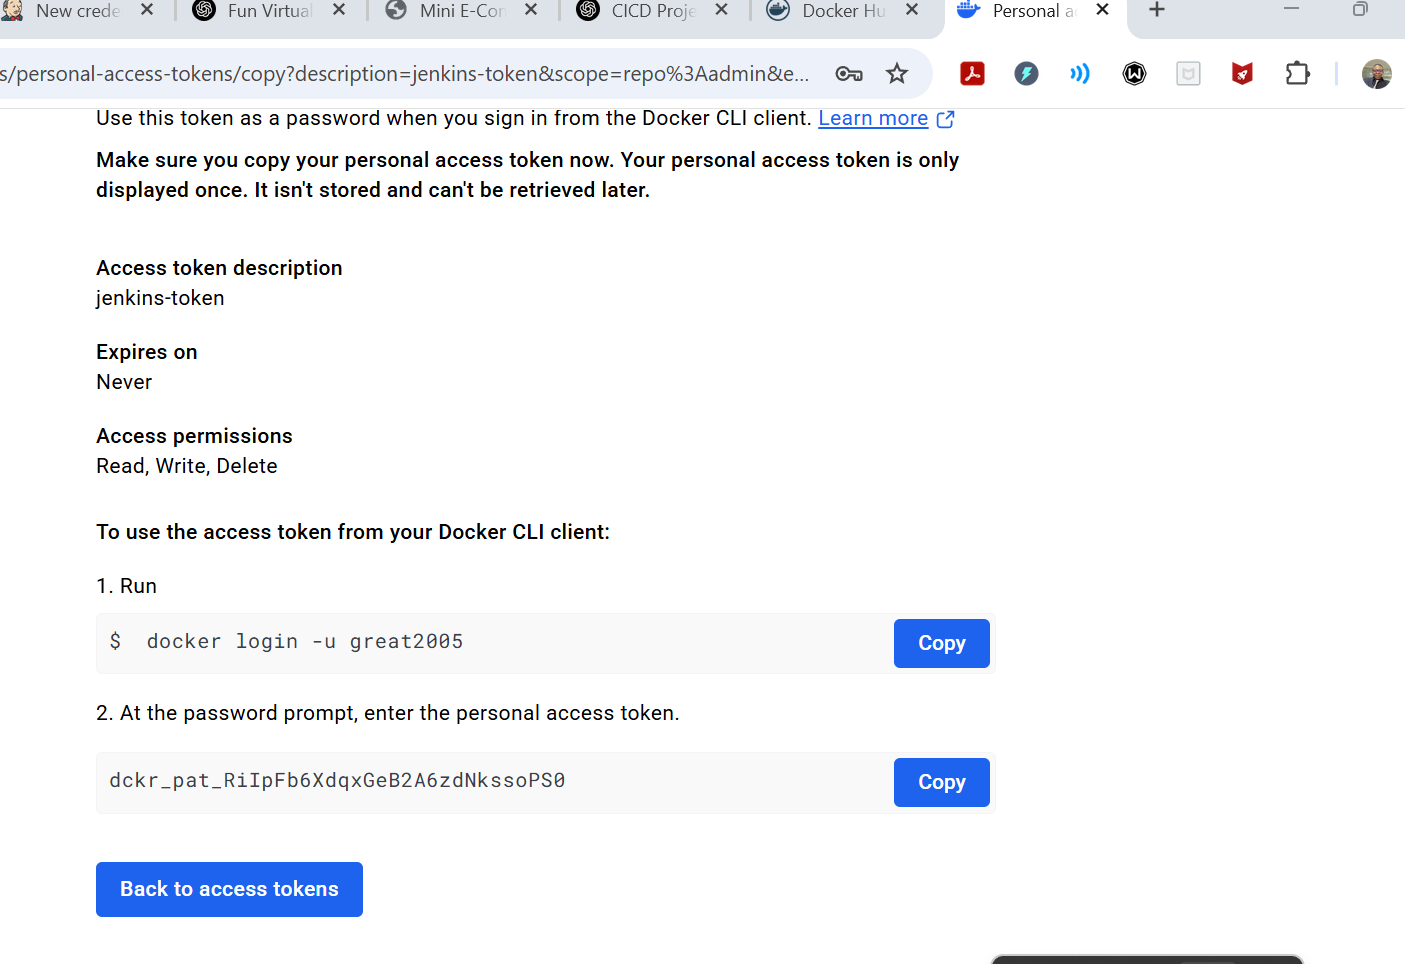 New crede
Fun Virtual
Mini E-Con
CICD Proje
Docker Hu
Personal a
s/personal-access-tokens/copy?description=jenkins-token&scope=repo%3Aadmin&e...
Use this token as a password when you sign in from the Docker CLI client. Learn more
Make sure you copy your personal access token now. Your personal access token is only
displayed once. It isn't stored and can't be retrieved later.
Access token description
jenkins-token
Expires on
Never
Access permissions
Read, Write, Delete
To use the access token from your Docker CLI client:
1. Run
$ docker login -u great2005
Copy
2. At the password prompt, enter the personal access token.
dckr_pat_RiIpFb6XdqxGeB2A6zdNkssoPS0
Copy
Back to access tokens